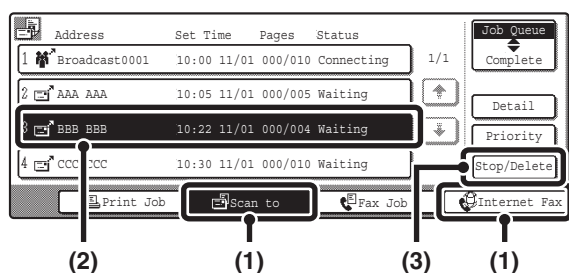 Address Set Time Pages Status Job Queue
1 Broadcast0001 10:00 11/01 000/010 Connecting 1/1 Complete
2 AAA AAA 10:05 11/01 000/005 Waiting
Detail
3 BBB BBB 10:22 11/01 000/004 Waiting Priority
4 CCC CCC 10:30 11/01 000/010 Waiting Stop/Delete
Print Job Scan to Fax Job Internet Fax
(2) (1) (3) (1)